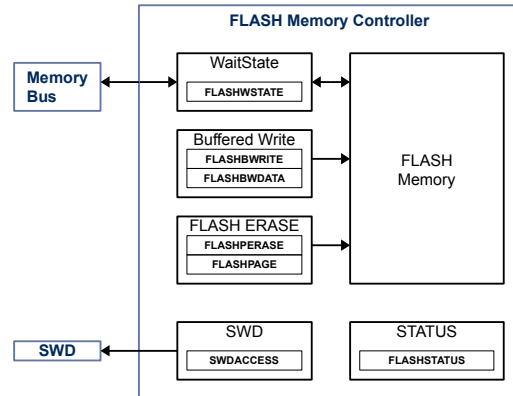 FLASH Memory Controller
Memory
Bus
WaitState
FLASHWSTATE
Buffered Write
FLASHBWRITE
FLASHBWDATA
FLASH
Memory
FLASH ERASE
FLASHPERASE
FLASHPAGE
SWD
SWD
SWDACCESS
STATUS
FLASHSTATUS